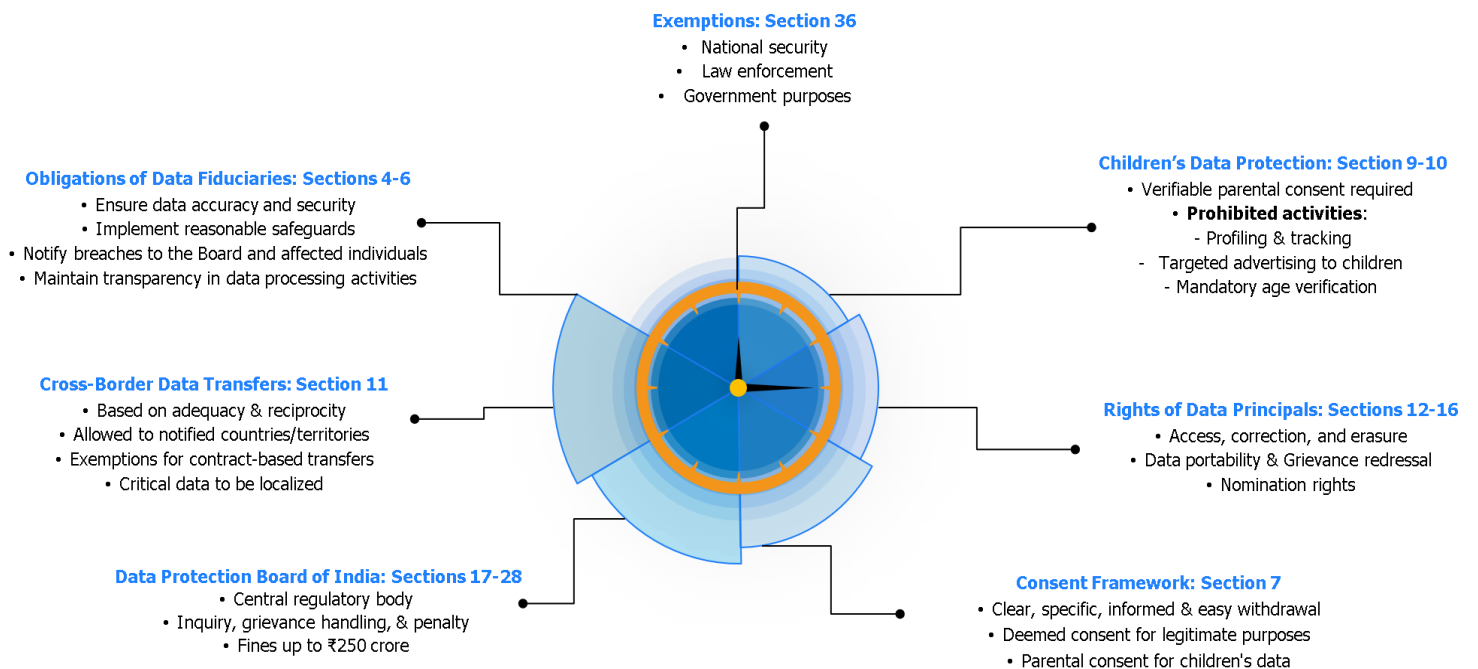 Exemptions: Section 36
• National security
• Law enforcement
• Government purposes
Obligations of Data Fiduciaries: Sections 4-6
• Ensure data accuracy and security
• Implement reasonable safeguards
• Notify breaches to the Board and affected individuals
• Maintain transparency in data processing activities
Children’s Data Protection: Section 9-10
• Verifiable parental consent required
• Prohibited activities:
- Profiling & tracking
- Targeted advertising to children
- Mandatory age verification
Cross-Border Data Transfers: Section 11
• Based on adequacy & reciprocity
• Allowed to notified countries/territories
• Exemptions for contract-based transfers
• Critical data to be localized
Rights of Data Principals: Sections 12-16
• Access, correction, and erasure
• Data portability & Grievance redressal
• Nomination rights
Data Protection Board of India: Sections 17-28
• Central regulatory body
• Inquiry, grievance handling, & penalty
• Fines up to ₹250 crore
Consent Framework: Section 7
• Clear, specific, informed & easy withdrawal
• Deemed consent for legitimate purposes
• Parental consent for children's data